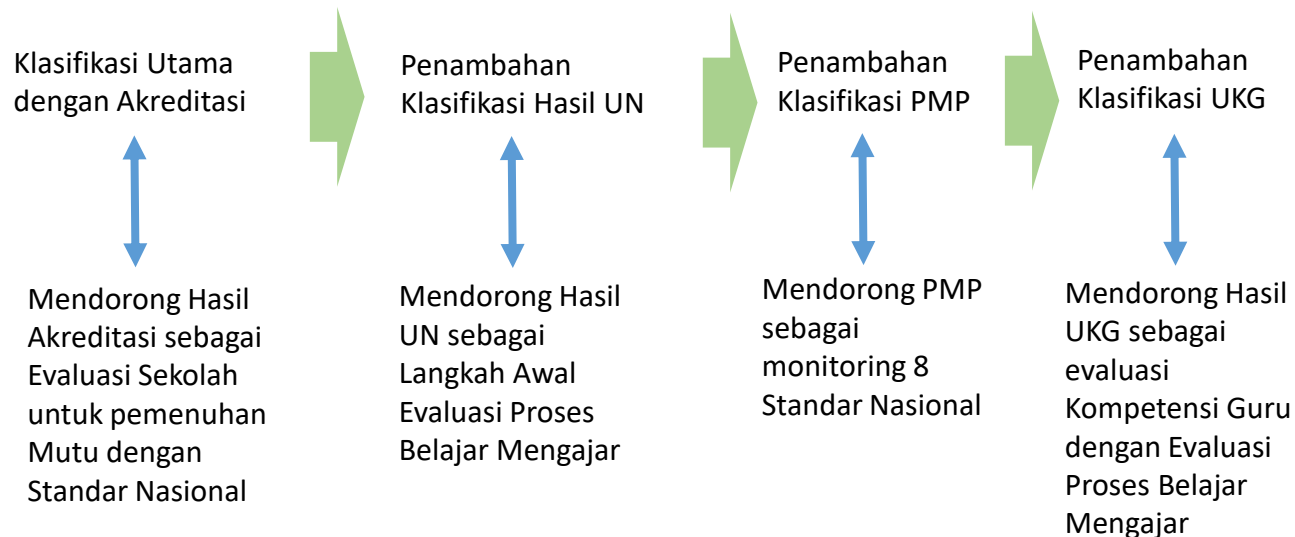 Klasifikasi Utama
dengan Akreditasi
Penambahan
Klasifikasi Hasil UN
Penambahan
Klasifikasi PMP
Penambahan
Klasifikasi UKG
Mendorong Hasil
Akreditasi sebagai
Evaluasi Sekolah
untuk pemenuhan
Mutu dengan
Standar Nasional
Mendorong Hasil
UN sebagai
Langkah Awal
Evaluasi Proses
Belajar Mengajar
Mendorong PMP
sebagai
monitoring 8
Standar Nasional
Mendorong Hasil
UKG sebagai
evaluasi
Kompetensi Guru
dengan Evaluasi
Proses Belajar
Mengajar